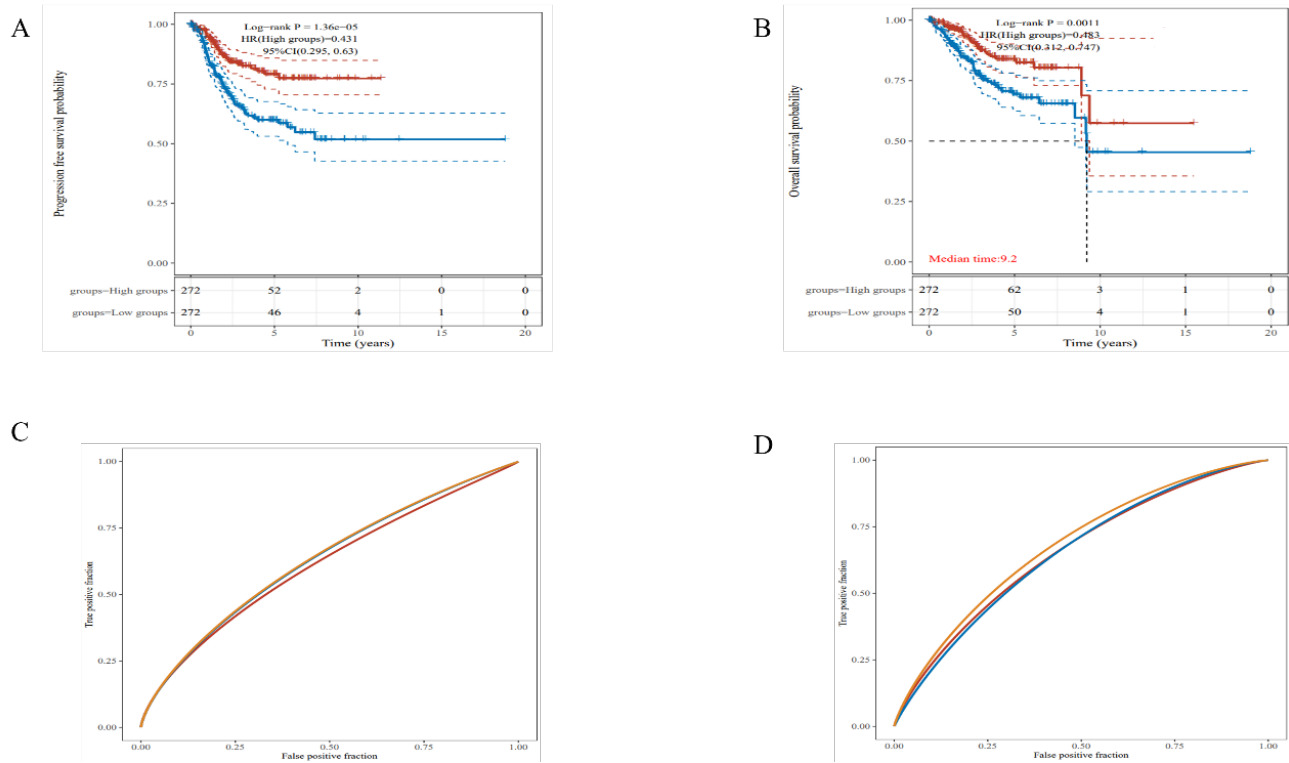 A
Log-rank P = 1.36e-05
HR(High groups)=0.431
95%CI(0.295, 0.63)
Progression free survival probability
1.00
0.75
0.50
0.25
0.00
groups=High groups 272 52 2 0 0
groups=Low groups 272 46 4 1 0
0 5 10 15 20
Time (years)
B
Log-rank P = 0.0011
HR(High groups)=0.483
95%CI(0.312, 0.747)
Overall survival probability
1.00
0.75
0.50
0.25
0.00
Median time:9.2
groups=High groups 272 62 3 1 0
groups=Low groups 272 50 4 1 0
0 5 10 15 20
Time (years)
C
True positive fraction
1.00
0.75
0.50
0.25
0.00
0.00 0.25 0.50 0.75 1.00
False positive fraction
D
True positive fraction
1.00
0.75
0.50
0.25
0.00
0.00 0.25 0.50 0.75 1.00
False positive fraction